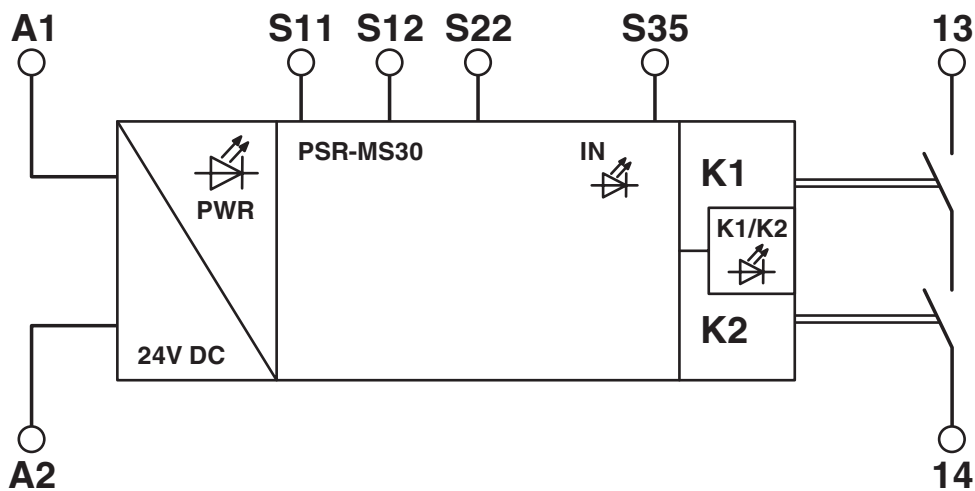 A1
S11 S12 S22 S35
13
PWR
PSR-MS30
IN
K1
K1/K2
K2
24V DC
A2
14